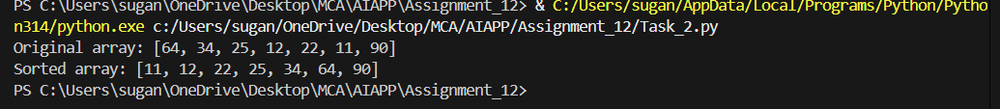 PS C:\Users\sugan\OneDrive\Desktop\MCA\AIAPP\Assignment_12> & C:/Users/sugan/AppData/Local/Programs/Python/Pytho
n314/python.exe c:/Users/sugan/OneDrive/Desktop/MCA/AIAPP/Assignment_12/Task_2.py
Original array: [64, 34, 25, 12, 22, 11, 90]
Sorted array: [11, 12, 22, 25, 34, 64, 90]
PS C:\Users\sugan\OneDrive\Desktop\MCA\AIAPP\Assignment_12>